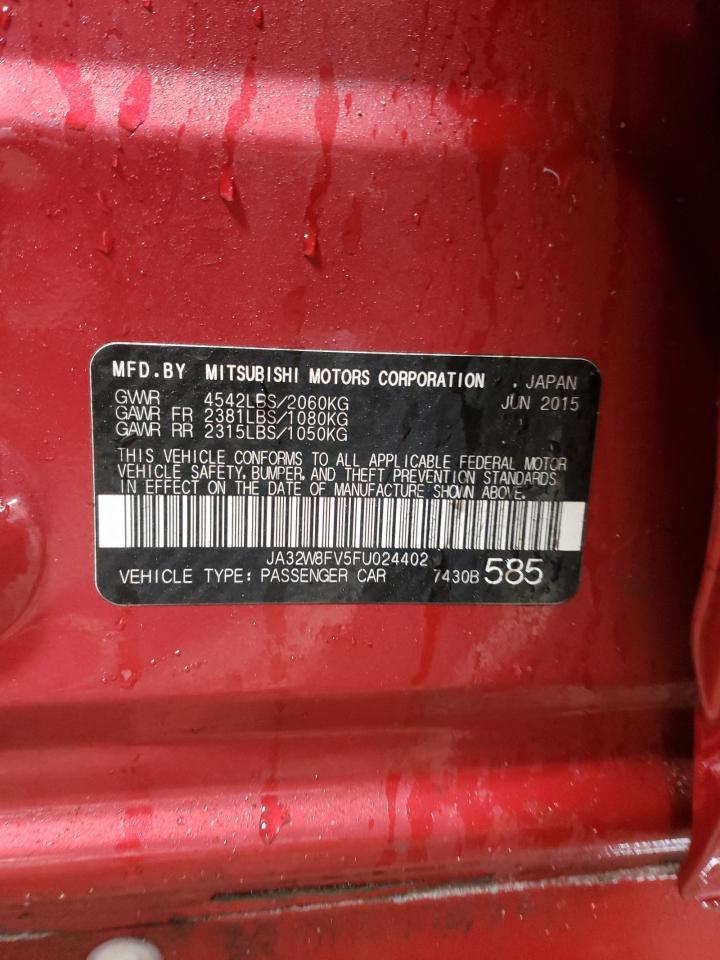 MFD.BY MITSUBISHI MOTORS CORPORATION . JAPAN
GVWR 4542LBS/2060KG JUN 2015
GAWR FR 2381LBS/1080KG
GAWR RR 2315LBS/1050KG
THIS VEHICLE CONFORMS TO ALL APPLICABLE FEDERAL MOTOR
VEHICLE SAFETY, BUMPER, AND THEFT PREVENTION STANDARDS
IN EFFECT ON THE DATE OF MANUFACTURE SHOWN ABOVE.
JA32W8FV5FU024402
VEHICLE TYPE: PASSENGER CAR 7430B585